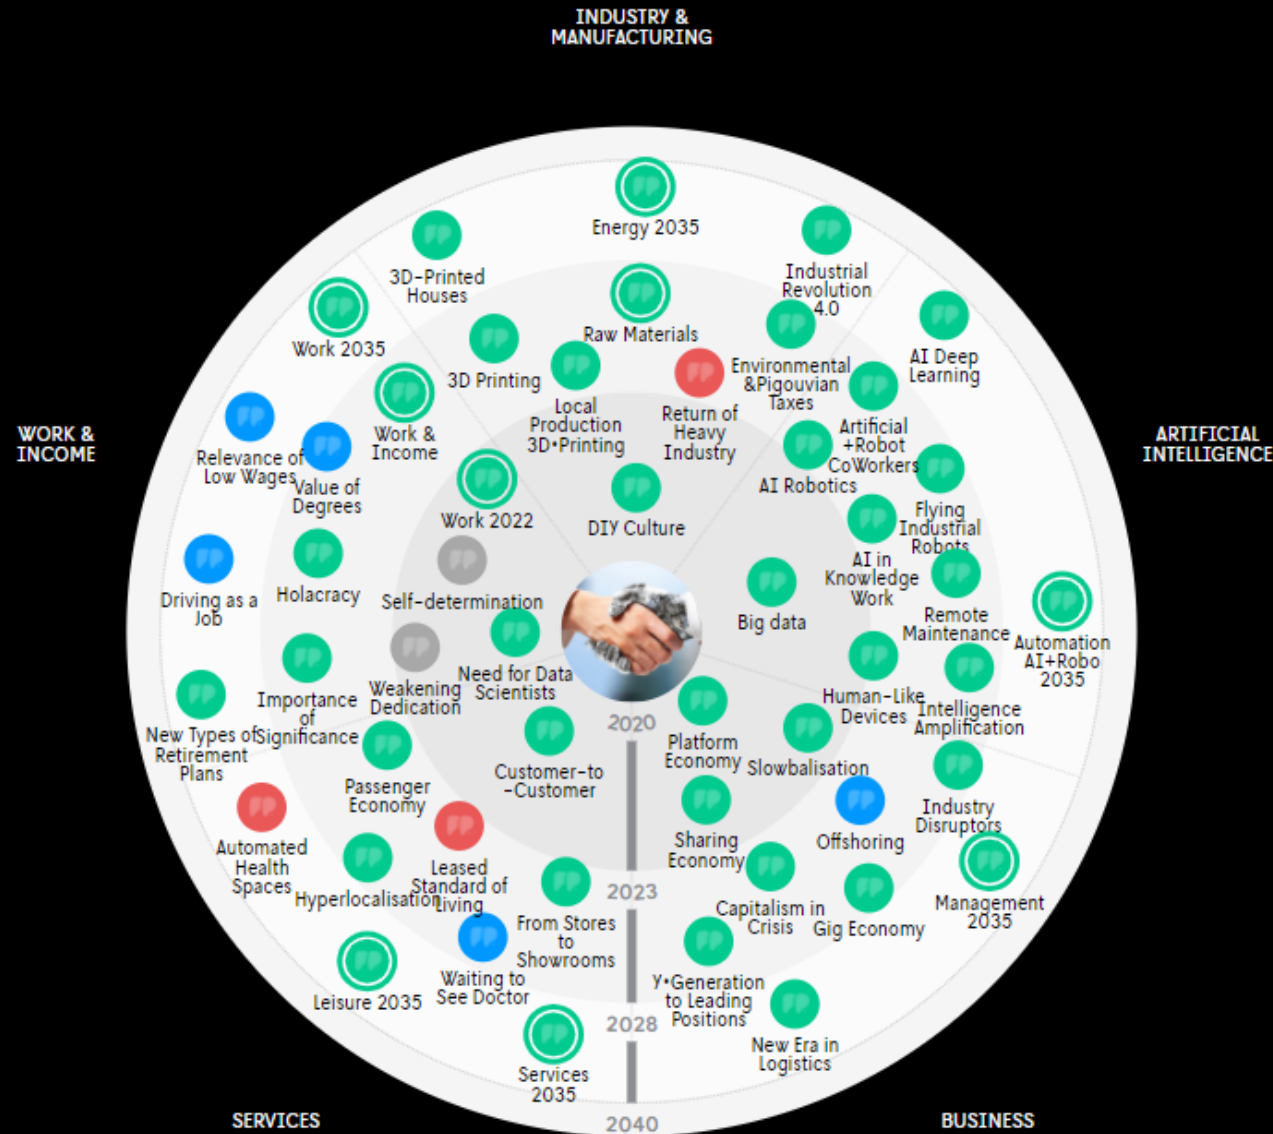 INDUSTRY &
MANUFACTURING
Energy 2035
3D-Printed
Houses
Industrial
Revolution
4.0
Raw Materials
Work 2035
3D Printing
AI Deep
Learning
Environmental
&Pigouvian
Taxes
Local
Production
3D•Printing
Return of
Heavy
Industry
WORK &
INCOME
Work &
Income
Artificial
+Robot
CoWorkers
ARTIFICIAL
INTELLIGENCE
Relevance of
Low Wages
Value of
Degrees
AI Robotics
Work 2022
DIY Culture
Flying
Industrial
Robots
AI in
Knowledge
Work
Driving as a
Job
Holacracy
Self-determination
Big data
Remote
Maintenance
Automation
AI+Robo
2035
Need for Data
Scientists
Weakening
Dedication
Importance
of
Significance
Human-Like
Devices
Intelligence
Amplification
New Types of
Retirement
Plans
2020
Platform
Economy
Slowbalisation
Customer-to
-Customer
Passenger
Economy
Industry
Disruptors
Offshoring
Sharing
Economy
Automated
Health
Spaces
Leased
Standard of
Living
Hyperlocalisation
2023
Management
2035
Capitalism in
Crisis
Gig Economy
From Stores
to
Showrooms
Waiting to
See Doctor
Y•Generation
to Leading
Positions
Leisure 2035
2028
New Era in
Logistics
Services
2035
SERVICES
2040
BUSINESS